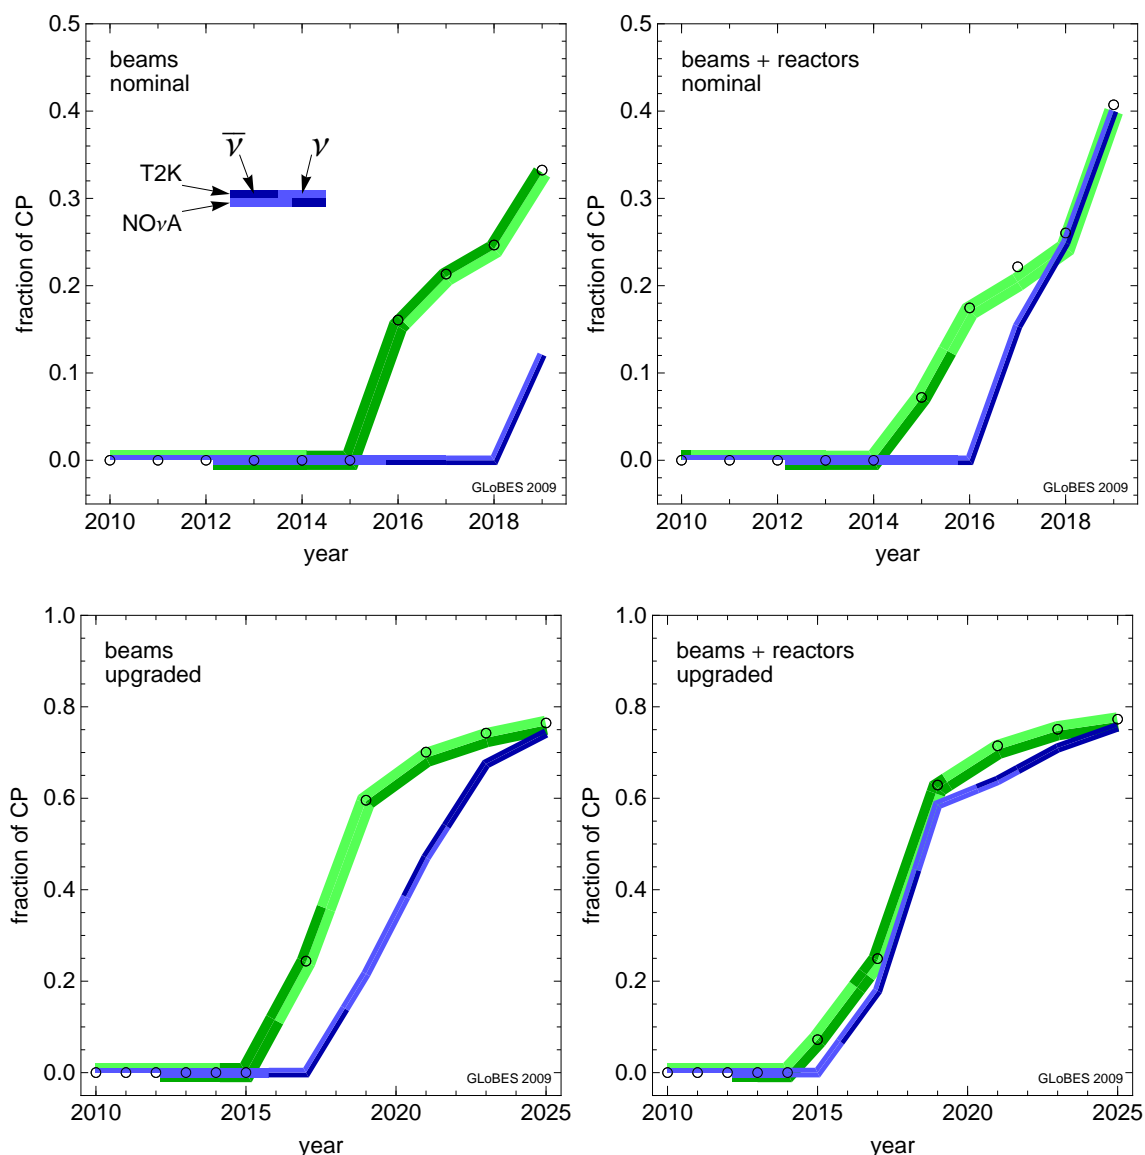 beams
nominal
ν̅
ν
T2K
NOνA
fraction of CP
0.5
0.4
0.3
0.2
0.1
0.0
GLoBES 2009
2010 2012 2014 2016 2018
year
beams + reactors
nominal
fraction of CP
0.5
0.4
0.3
0.2
0.1
0.0
GLoBES 2009
2010 2012 2014 2016 2018
year
beams
upgraded
fraction of CP
1.0
0.8
0.6
0.4
0.2
0.0
GLoBES 2009
2010 2015 2020 2025
year
beams + reactors
upgraded
fraction of CP
1.0
0.8
0.6
0.4
0.2
0.0
GLoBES 2009
2010 2015 2020 2025
year